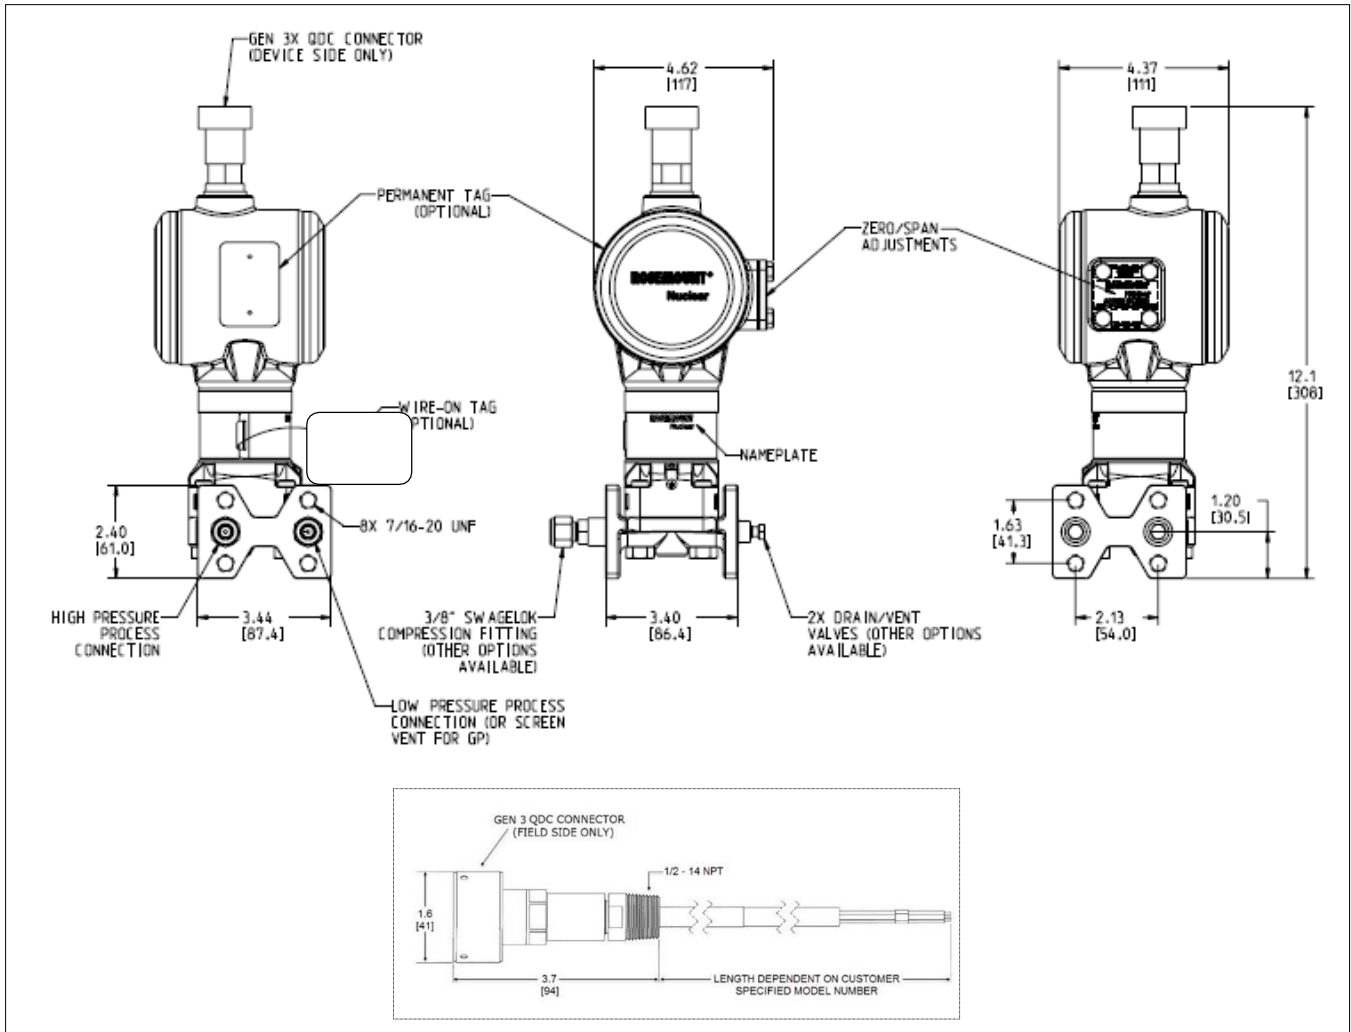 GEN 3X QDC CONNECTOR
(DEVICE SIDE ONLY)
4.62
[117]
4.37
[111]
PERMANENT TAG
(OPTIONAL)
ZERO/SPAN
ADJUSTMENTS
ROSEMOUNT
Nuclear
12.1
[308]
WIRE-ON TAG
PTIONAL)
Nuclear
NAMEPLATE
2.40
[61.0]
8X 7/16-20 UNF
1.63
[41.3]
1.20
[30.5]
HIGH PRESSURE
PROCESS
CONNECTION
3.44
[87.4]
3/8" SWAGELOK
COMPRESSION FITTING
(OTHER OPTIONS
AVAILABLE)
3.40
[86.4]
2X DRAIN/VENT
VALVES (OTHER OPTIONS
AVAILABLE)
2.13
[54.0]
LOW PRESSURE PROCESS
CONNECTION (OR SCREEN
VENT FOR GP)
GEN 3 QDC CONNECTOR
(FIELD SIDE ONLY)
1/2 - 14 NPT
1.6
[41]
3.7
[94]
LENGTH DEPENDENT ON CUSTOMER
SPECIFIED MODEL NUMBER